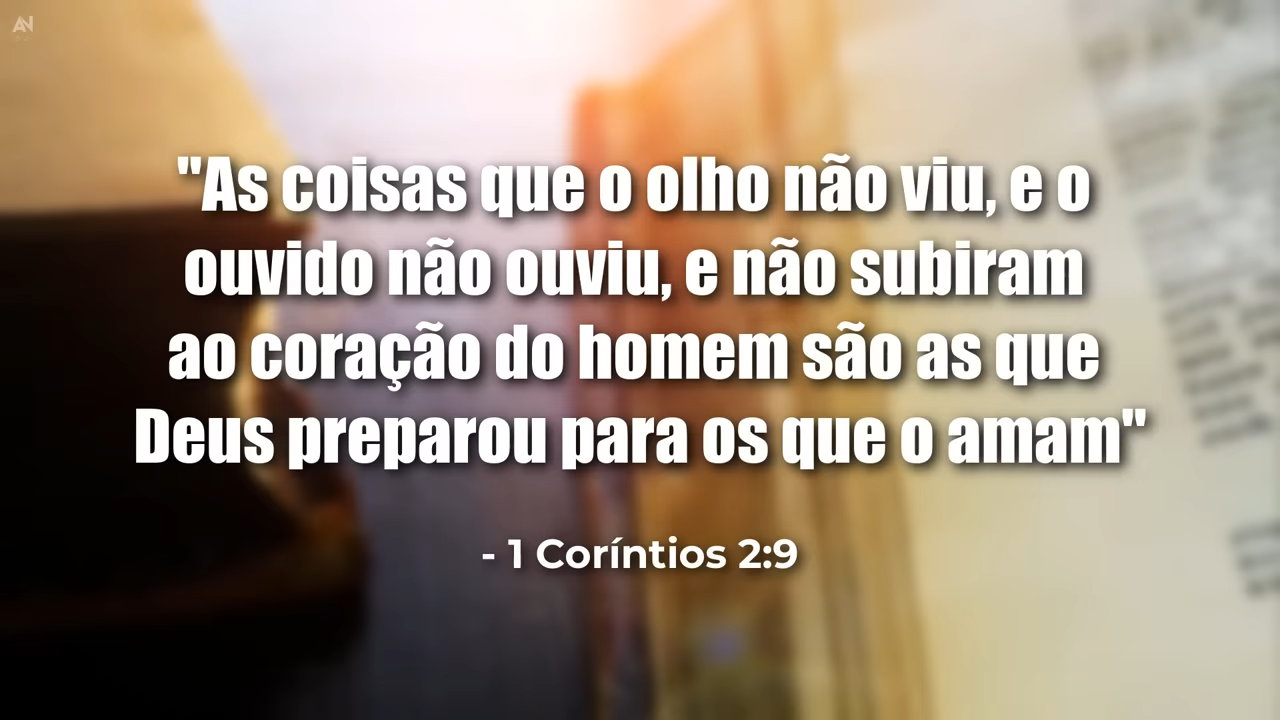 "As coisas que o olho não viu, e o
ouvido não ouviu, e não subiram
ao coração do homem são as que
Deus preparou para os que o amam"
- 1 Coríntios 2:9